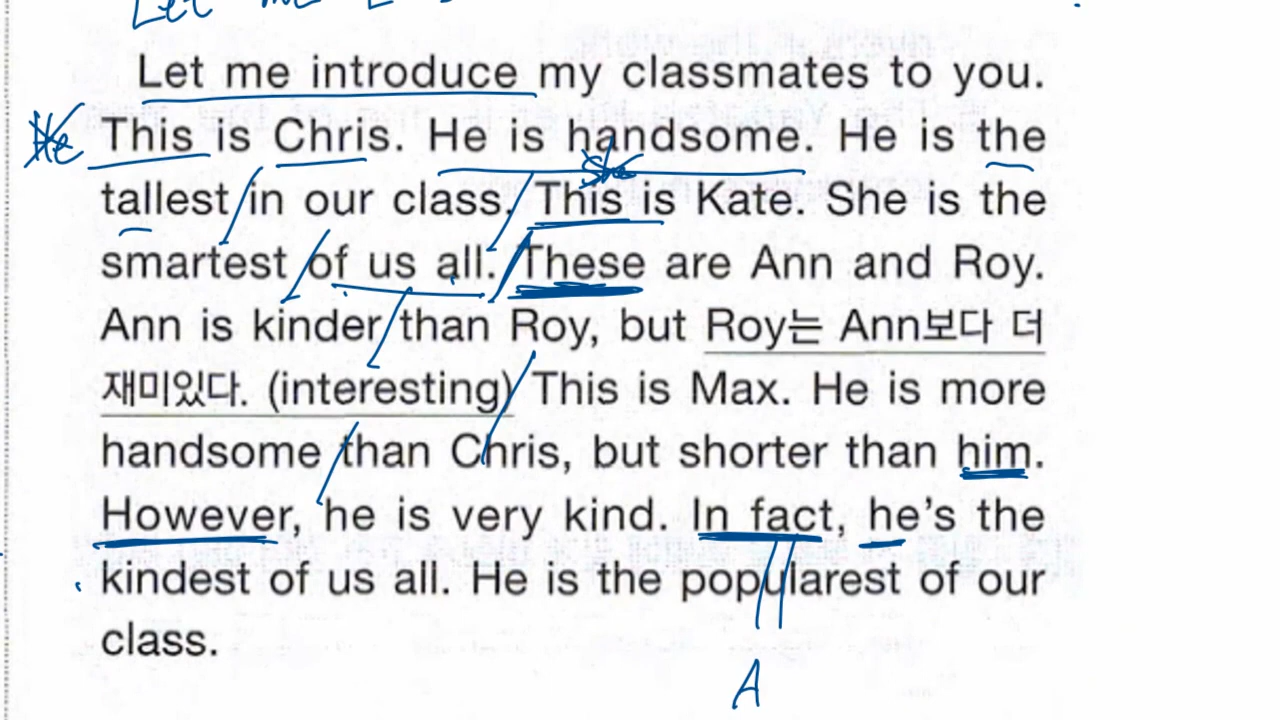 Let me
Let me introduce my classmates to you.
He This is Chris. He is handsome. He is the
She
tallest in our class. This is Kate. She is the
smartest of us all. These are Ann and Roy.
Ann is kinder than Roy, but Roy는 Ann보다 더
재미있다. (interesting) This is Max. He is more
handsome than Chris, but shorter than him.
However, he is very kind. In fact, he's the
kindest of us all. He is the popularest of our
class.
A